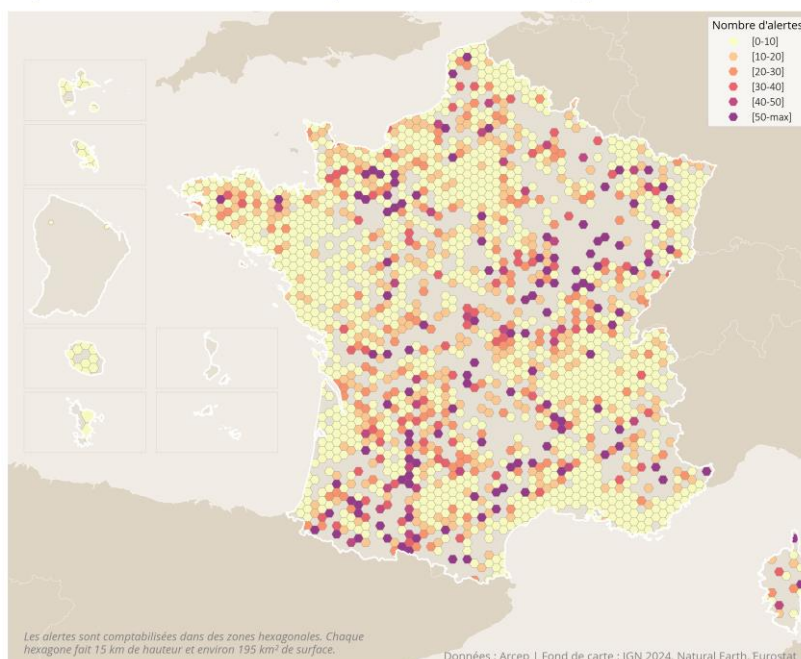 Nombre d'alertes
[0-10]
[10-20]
[20-30]
[30-40]
[40-50]
[50-max]
Les alertes sont comptabilisées dans des zones hexagonales. Chaque
hexagone fait 15 km de hauteur et environ 195 km² de surface.
Données : Arcep | Fond de carte : IGN 2024, Natural Earth, Eurostat